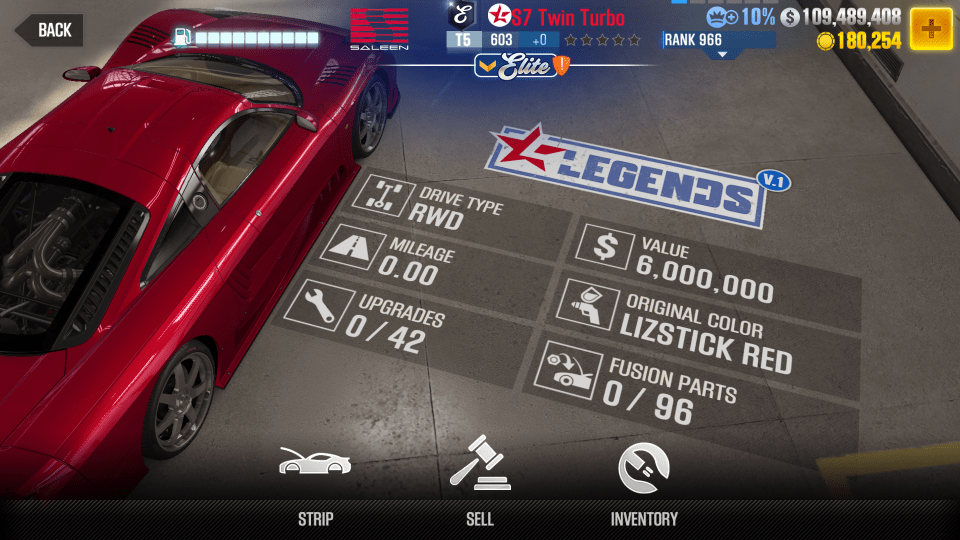 BACK
SALEEN
S7 Twin Turbo
T5 603 +0
Elite
10%
109,489,408
RANK 966
180,254
LEGENDS
V.1
DRIVE TYPE
RWD
MILEAGE
0.00
UPGRADES
0 / 42
VALUE
6,000,000
ORIGINAL COLOR
LIZSTICK RED
FUSION PARTS
0 / 96
STRIP
SELL
INVENTORY